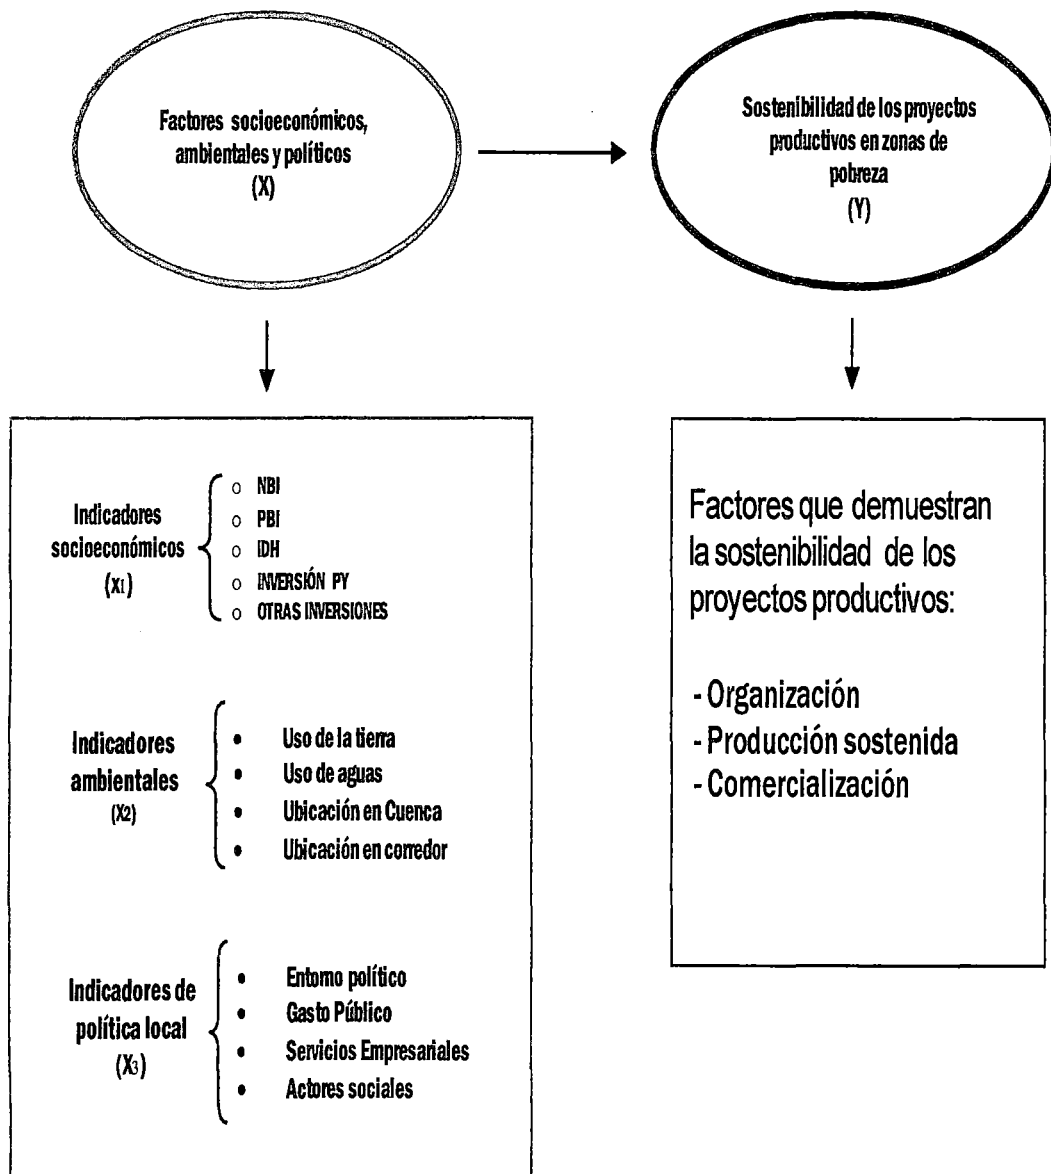 Factores socioeconómicos,
ambientales y políticos
(X)
Sostenibilidad de los proyectos
productivos en zonas de
pobreza
(Y)
Indicadores
socioeconómicos
(X1)
o NBI
o PBI
o IDH
o INVERSIÓN PY
o OTRAS INVERSIONES
Indicadores
ambientales
(X2)
• Uso de la tierra
• Uso de aguas
• Ubicación en Cuenca
• Ubicación en corredor
Indicadores de
política local
(X3)
• Entorno político
• Gasto Público
• Servicios Empresariales
• Actores sociales
Factores que demuestran
la sostenibilidad de los
proyectos productivos:
- Organización
- Producción sostenida
- Comercialización